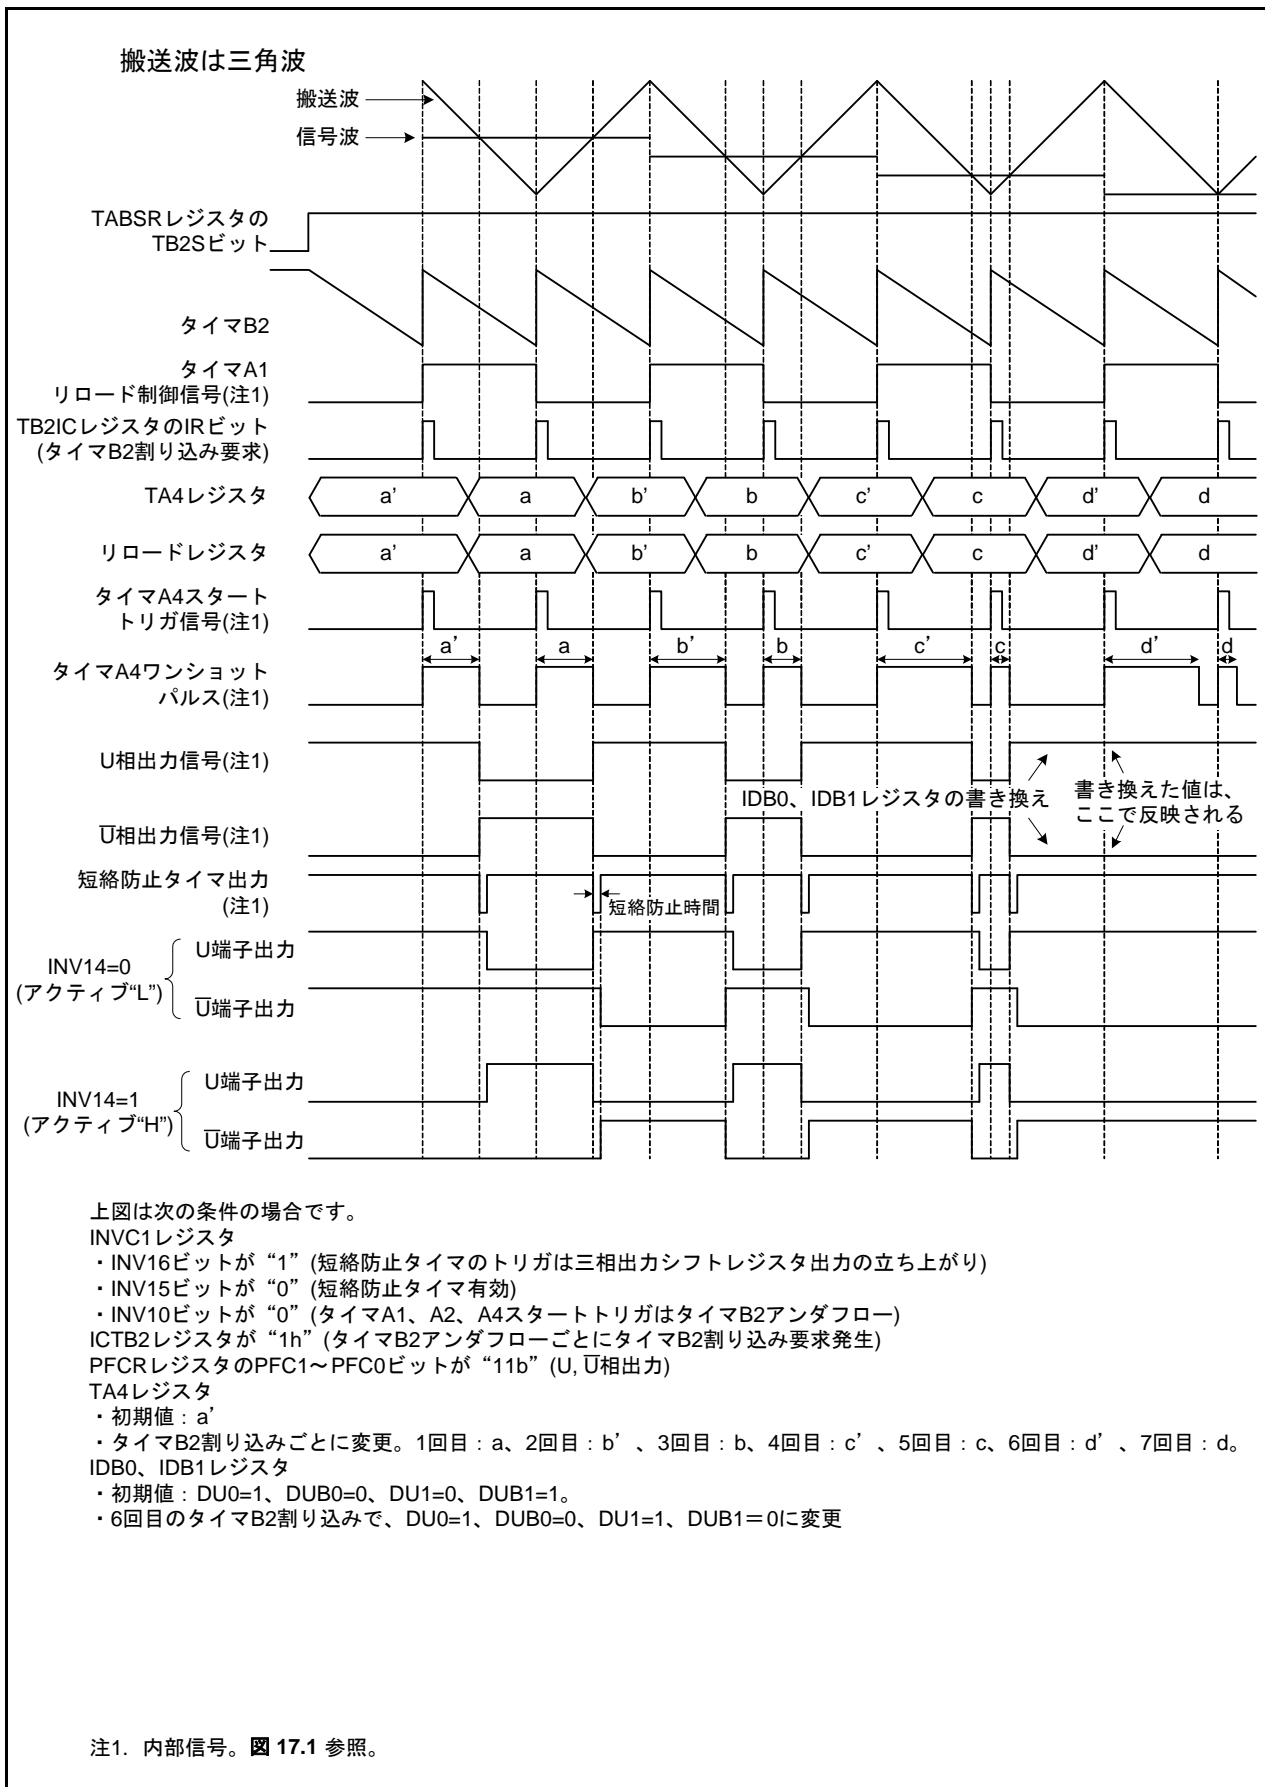 搬送波は三角波
搬送波
信号波
TABSRレジスタの
TB2Sビット
タイマB2
タイマA1
リロード制御信号(注1)
TB2ICレジスタのIRビット
(タイマB2割り込み要求)
TA4レジスタ
a' a b' b c' c d' d
リロードレジスタ
a' a b' b c' c d' d
タイマA4スタート
トリガ信号(注1)
a' a b' b c' c d' d
タイマA4ワンショット
パルス(注1)
U相出力信号(注1)
IDB0、IDB1レジスタの書き換え
書き換えた値は、
ここで反映される
U̅相出力信号(注1)
短絡防止タイマ出力
(注1)
短絡防止時間
INV14=0
(アクティブ“L”)
U端子出力
U̅端子出力
INV14=1
(アクティブ“H”)
U端子出力
U̅端子出力
上図は次の条件の場合です。
INVC1レジスタ
・INV16ビットが“1”(短絡防止タイマのトリガは三相出力シフトレジスタ出力の立ち上がり)
・INV15ビットが“0”(短絡防止タイマ有効)
・INV10ビットが“0”(タイマA1、A2、A4スタートトリガはタイマB2アンダフロー)
ICTB2レジスタが“1h”(タイマB2アンダフローごとにタイマB2割り込み要求発生)
PFCRレジスタのPFC1～PFC0ビットが“11b”(U, U̅相出力)
TA4レジスタ
・初期値：a’
・タイマB2割り込みごとに変更。1回目：a、2回目：b’、3回目：b、4回目：c’、5回目：c、6回目：d’、7回目：d。
IDB0、IDB1レジスタ
・初期値：DU0=1、DUB0=0、DU1=0、DUB1=1。
・6回目のタイマB2割り込みで、DU0=1、DUB0=0、DU1=1、DUB1＝0に変更
注1. 内部信号。図 17.1 参照。